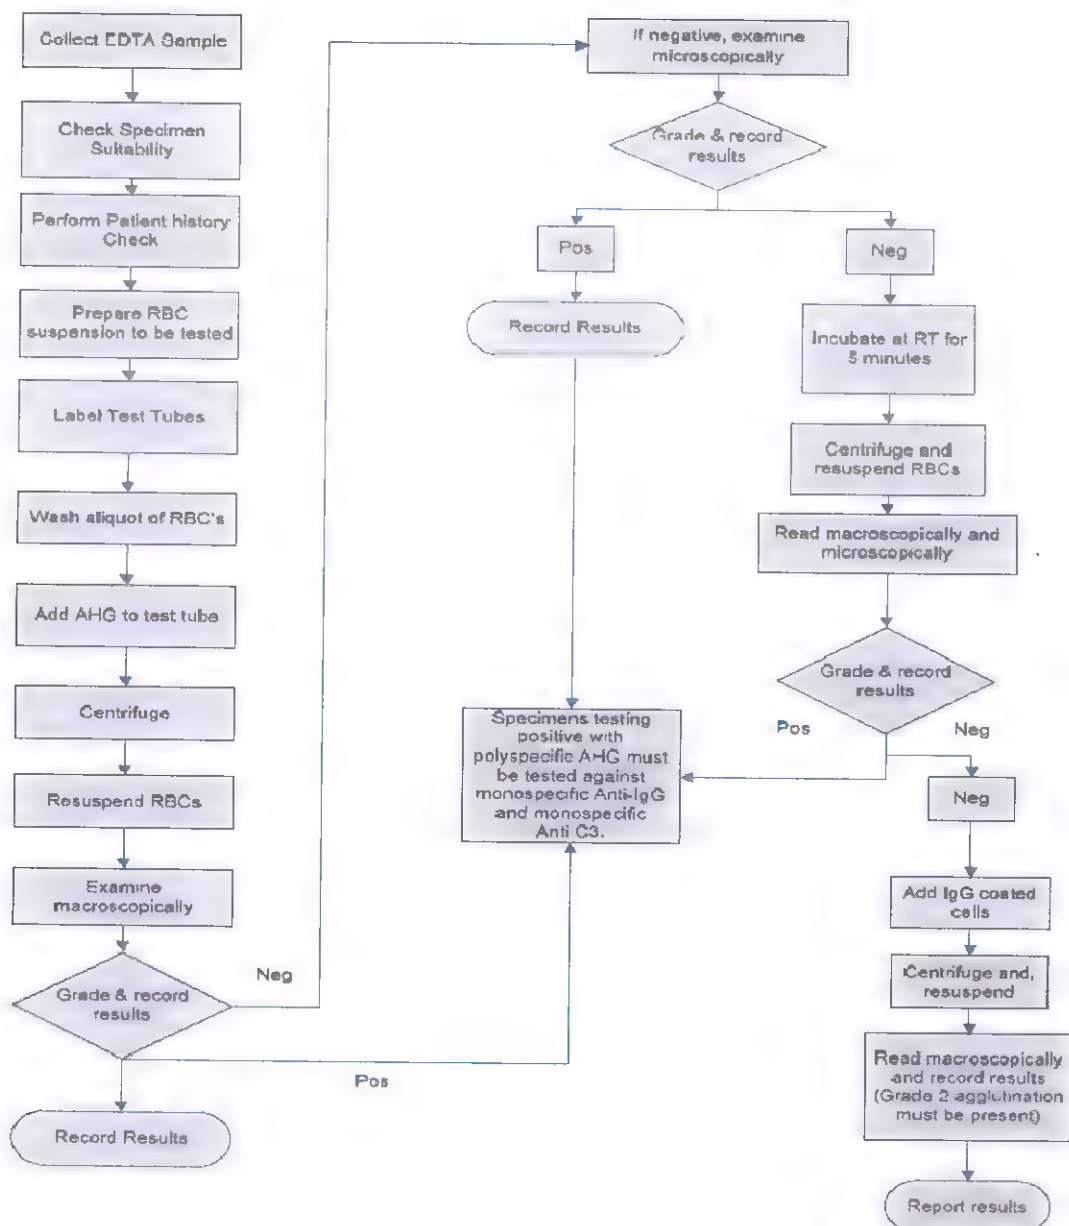 Collect EDTA Sample
Check Specimen
Suitability
Perform Patient history
Check
Prepare RBC
suspension to be tested
Label Test Tubes
Wash aliquot of RBC's
Add AHG to test tube
Centrifuge
Resuspend RBCs
Examine
macroscopically
Grade & record
results
Neg
Pos
Record Results
If negative, examine
microscopically
Grade & record
results
Pos
Record Results
Specimens testing
positive with
polyspecific AHG must
be tested against
monospecific Anti-IgG
and monospecific
Anti C3.
Neg
Incubate at RT for
5 minutes
Centrifuge and
resuspend RBCs
Read macroscopically and
microscopically
Grade & record
results
Pos
Neg
Neg
Add IgG coated
cells
Centrifuge and,
resuspend
Read macroscopically
and record results
(Grade 2 agglutination
must be present)
Report results